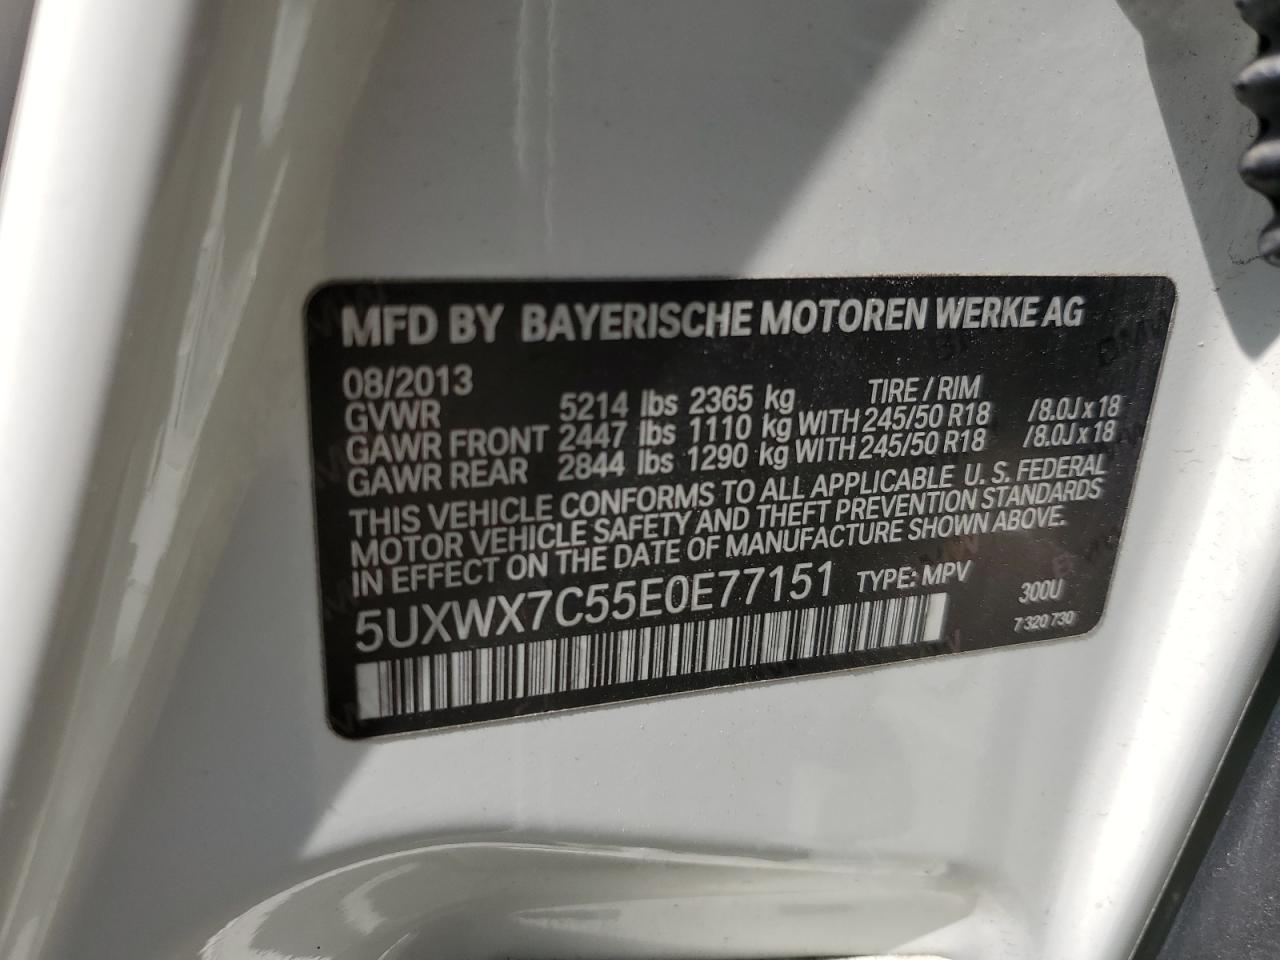 MFD BY BAYERISCHE MOTOREN WERKE AG
08/2013 TIRE / RIM
GVWR 5214 lbs 2365 kg
GAWR FRONT 2447 lbs 1110 kg WITH 245/50 R18 /8.0J x 18
GAWR REAR 2844 lbs 1290 kg WITH 245/50 R18 /8.0J x 18
THIS VEHICLE CONFORMS TO ALL APPLICABLE U. S. FEDERAL
MOTOR VEHICLE SAFETY AND THEFT PREVENTION STANDARDS
IN EFFECT ON THE DATE OF MANUFACTURE SHOWN ABOVE.
5UXWX7C55E0E77151 TYPE: MPV 300U
7 320 730